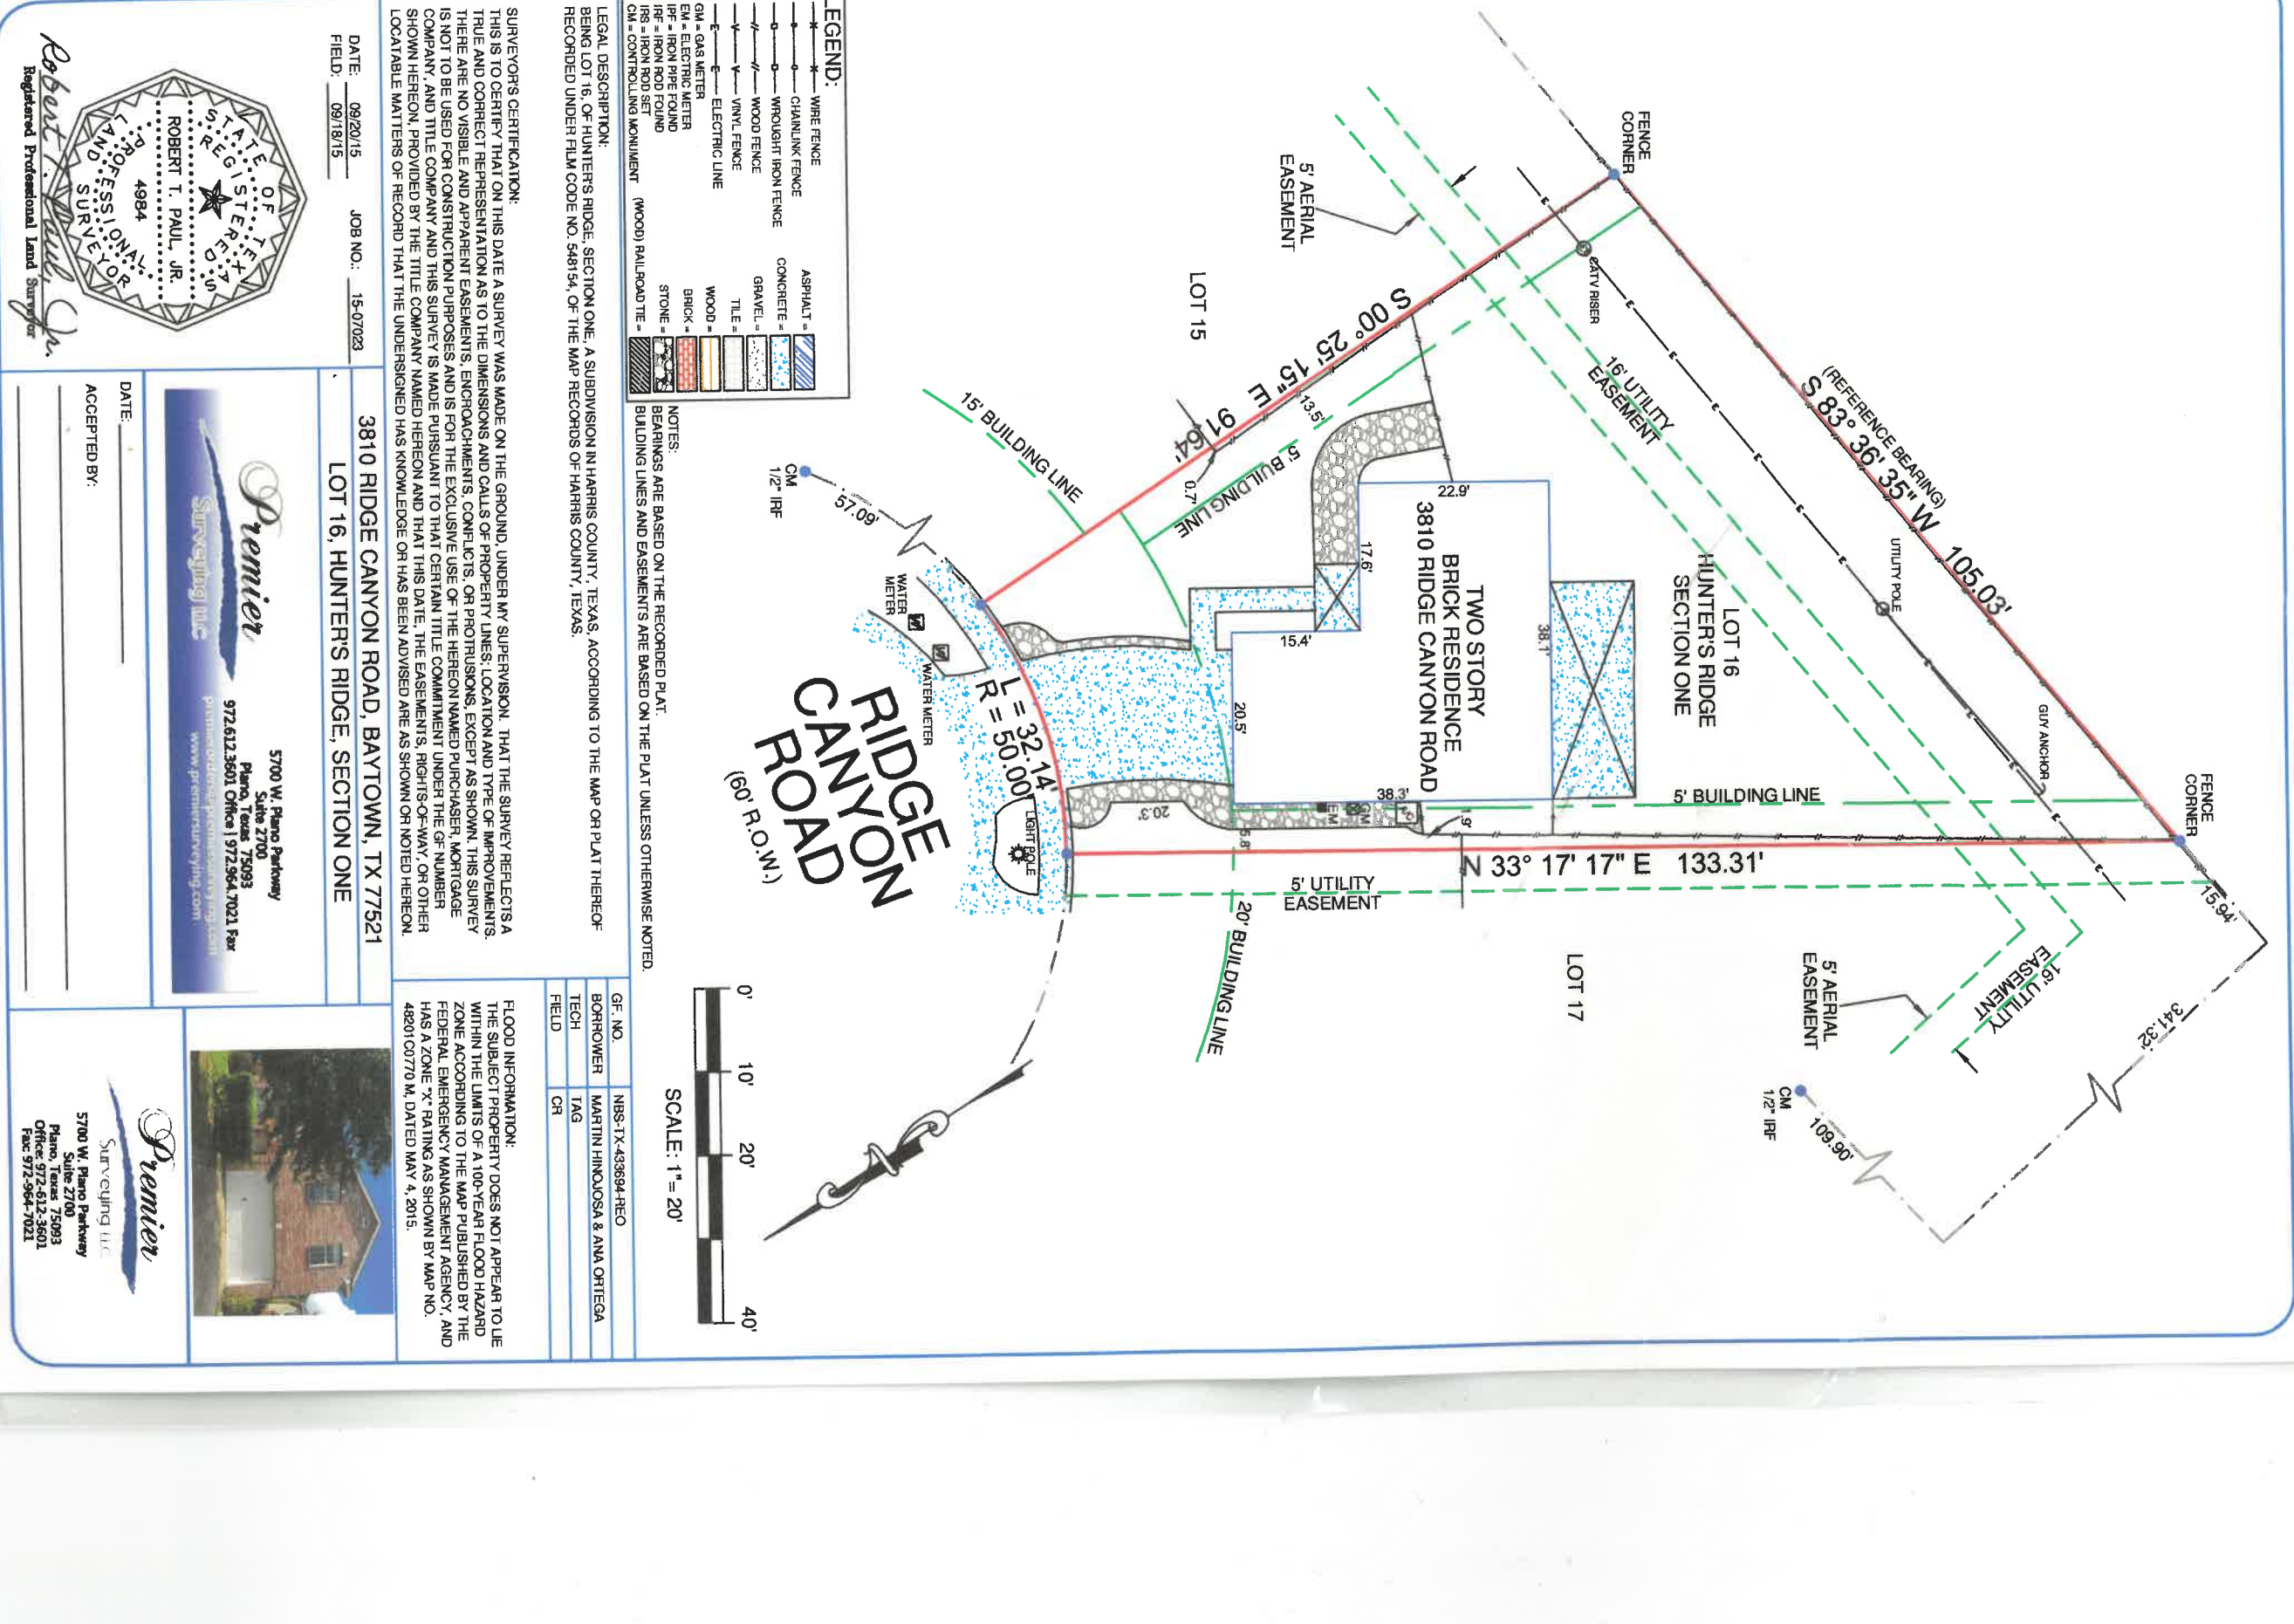 FENCE
CORNER
FENCE
CORNER
(REFERENCE BEARING)
S 83° 36' 35" W 105.03'
15.94'
341.32'
109.90'
CM
1/2" IRF
CATV RISER
UTILITY POLE
GUY ANCHOR
5' AERIAL
EASEMENT
16' UTILITY
EASEMENT
16' UTILITY
EASEMENT
5' AERIAL
EASEMENT
LOT 16
HUNTER'S RIDGE
SECTION ONE
5' BUILDING LINE
LOT 15
LOT 17
S 00° 25' 15" E 91.64'
N 33° 17' 17" E 133.31'
13.5'
0.7'
5' BUILDING LINE
15' BUILDING LINE
22.9'
38.1'
17.6'
15.4'
20.5'
38.3'
TWO STORY
BRICK RESIDENCE
3810 RIDGE CANYON ROAD
.9'
A/C
GM
EM
5.8'
20.3'
5' UTILITY
EASEMENT
20' BUILDING LINE
CM
1/2" IRF
57.09'
WATER
METER
WATER METER
L = 32.14'
R = 50.000'
LIGHT POLE
RIDGE
CANYON
ROAD
(60' R.O.W.)
0' 10' 20' 40'
SCALE: 1" = 20'
LEGEND:
WIRE FENCE
CHAINLINK FENCE
WROUGHT IRON FENCE
WOOD FENCE
VINYL FENCE
ELECTRIC LINE
GM = GAS METER
EM = ELECTRIC METER
IPF = IRON PIPE FOUND
IRF = IRON ROD FOUND
IRS = IRON ROD SET
CM = CONTROLLING MONUMENT
ASPHALT =
CONCRETE =
GRAVEL =
TILE =
WOOD =
BRICK =
STONE =
(WOOD) RAILROAD TIE =
NOTES:
BEARINGS ARE BASED ON THE RECORDED PLAT.
BUILDING LINES AND EASEMENTS ARE BASED ON THE PLAT UNLESS OTHERWISE NOTED.
LEGAL DESCRIPTION:
BEING LOT 16, OF HUNTER'S RIDGE, SECTION ONE, A SUBDIVISION IN HARRIS COUNTY, TEXAS, ACCORDING TO THE MAP OR PLAT THEREOF
RECORDED UNDER FILM CODE NO. 548154, OF THE MAP RECORDS OF HARRIS COUNTY, TEXAS.
SURVEYOR'S CERTIFICATION:
THIS IS TO CERTIFY THAT ON THIS DATE A SURVEY WAS MADE ON THE GROUND, UNDER MY SUPERVISION. THAT THE SURVEY REFLECTS A
TRUE AND CORRECT REPRESENTATION AS TO THE DIMENSIONS AND CALLS OF PROPERTY LINES; LOCATION AND TYPE OF IMPROVEMENTS.
THERE ARE NO VISIBLE AND APPARENT EASEMENTS, ENCROACHMENTS, CONFLICTS, OR PROTRUSIONS, EXCEPT AS SHOWN. THIS SURVEY
IS NOT TO BE USED FOR CONSTRUCTION PURPOSES AND IS FOR THE EXCLUSIVE USE OF THE HEREON NAMED PURCHASER, MORTGAGE
COMPANY, AND TITLE COMPANY AND THIS SURVEY IS MADE PURSUANT TO THAT CERTAIN TITLE COMMITMENT UNDER THE GF NUMBER
SHOWN HEREON, PROVIDED BY THE TITLE COMPANY NAMED HEREON AND THAT THIS DATE, THE EASEMENTS, RIGHTS-OF-WAY, OR OTHER
LOCATABLE MATTERS OF RECORD THAT THE UNDERSIGNED HAS KNOWLEDGE OR HAS BEEN ADVISED ARE AS SHOWN OR NOTED HEREON.
GF. NO. NBS-TX-433694-REO
BORROWER MARTIN HINOJOSA & ANA ORTEGA
TECH TAG
FIELD CR
FLOOD INFORMATION:
THE SUBJECT PROPERTY DOES NOT APPEAR TO LIE
WITHIN THE LIMITS OF A 100-YEAR FLOOD HAZARD
ZONE ACCORDING TO THE MAP PUBLISHED BY THE
FEDERAL EMERGENCY MANAGEMENT AGENCY, AND
HAS A ZONE "X" RATING AS SHOWN BY MAP NO.
48201C0770 M, DATED MAY 4, 2015.
DATE: 09/20/15 JOB NO.: 15-07023
FIELD: 09/18/15
3810 RIDGE CANYON ROAD, BAYTOWN, TX 77521
LOT 16, HUNTER'S RIDGE, SECTION ONE
STATE OF TEXAS
REGISTERED
ROBERT T. PAUL, JR.
4984
PROFESSIONAL
LAND SURVEYOR
Robert T. Paul, Jr.
Registered Professional Land Surveyor
Premier
Surveying LLC
5700 W. Plano Parkway
Suite 2700
Plano, Texas 75093
972.612.3601 Office | 972.964.7021 Fax
www.premiersurveying.com
DATE:
ACCEPTED BY:
Premier
Surveying LLC
5700 W. Plano Parkway
Suite 2700
Plano, Texas 75093
Office: 972-612-3601
Fax: 972-964-7021